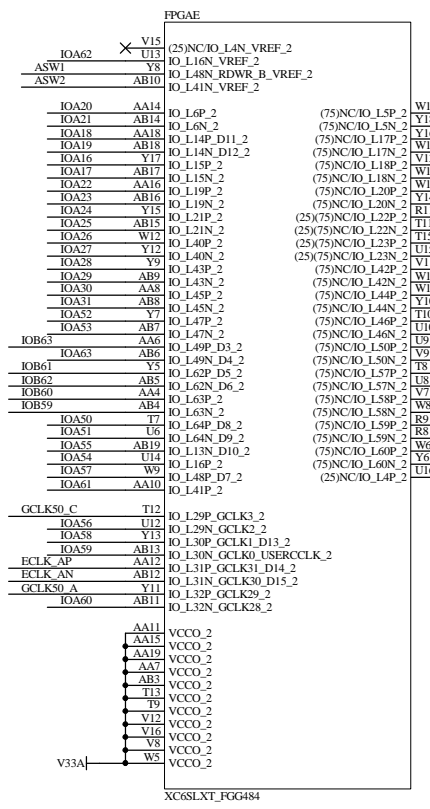 FPGAE
V15 (25)NC/IO_L4N_VREF_2
IOA62 U13 IO_L16N_VREF_2
ASW1 Y8 IO_L48N_RDWR_B_VREF_2
ASW2 AB10 IO_L41N_VREF_2
IOA20 AA14 IO_L6P_2
IOA21 AB14 IO_L6N_2
IOA18 AA18 IO_L14P_D11_2
IOA19 AB18 IO_L14N_D12_2
IOA16 Y17 IO_L15P_2
IOA17 AB17 IO_L15N_2
IOA22 AA16 IO_L19P_2
IOA23 AB16 IO_L19N_2
IOA24 Y15 IO_L21P_2
IOA25 AB15 IO_L21N_2
IOA26 W12 IO_L40P_2
IOA27 Y12 IO_L40N_2
IOA28 Y9 IO_L43P_2
IOA29 AB9 IO_L43N_2
IOA30 AA8 IO_L45P_2
IOA31 AB8 IO_L45N_2
IOA52 Y7 IO_L47P_2
IOA53 AB7 IO_L47N_2
IOB63 AA6 IO_L49P_D3_2
IOA63 AB6 IO_L49N_D4_2
IOB61 Y5 IO_L62P_D5_2
IOB62 AB5 IO_L62N_D6_2
IOB60 AA4 IO_L63P_2
IOB59 AB4 IO_L63N_2
IOA50 T7 IO_L64P_D8_2
IOA51 U6 IO_L64N_D9_2
IOA55 AB19 IO_L13N_D10_2
IOA54 U14 IO_L16P_2
IOA57 W9 IO_L48P_D7_2
IOA61 AA10 IO_L41P_2
GCLK50_C T12 IO_L29P_GCLK3_2
IOA56 U12 IO_L29N_GCLK2_2
IOA58 Y13 IO_L30P_GCLK1_D13_2
IOA59 AB13 IO_L30N_GCLK0_USERCCLK_2
ECLK_AP AA12 IO_L31P_GCLK31_D14_2
ECLK_AN AB12 IO_L31N_GCLK30_D15_2
GCLK50_A Y11 IO_L32P_GCLK29_2
IOA60 AB11 IO_L32N_GCLK28_2
AA11 VCCO_2
AA15 VCCO_2
AA19 VCCO_2
AA7 VCCO_2
AB3 VCCO_2
T13 VCCO_2
T9 VCCO_2
V12 VCCO_2
V16 VCCO_2
V8 VCCO_2
V33A W5 VCCO_2
(75)NC/IO_L5P_2
(75)NC/IO_L5N_2
(75)NC/IO_L17P_2
(75)NC/IO_L17N_2
(75)NC/IO_L18N_2
(75)NC/IO_L18P_2
(75)NC/IO_L20P_2
(75)NC/IO_L20N_2
(25)(75)NC/IO_L22P_2
(25)(75)NC/IO_L22N_2
(25)(75)NC/IO_L23P_2
(25)(75)NC/IO_L23N_2
(75)NC/IO_L42P_2
(75)NC/IO_L42N_2
(75)NC/IO_L44P_2
(75)NC/IO_L44N_2
(75)NC/IO_L46P_2
(75)NC/IO_L46N_2
(75)NC/IO_L50P_2 U9
(75)NC/IO_L50N_2 V9
(75)NC/IO_L57P_2 T8
(75)NC/IO_L57N_2 U8
(75)NC/IO_L58P_2 V7
(75)NC/IO_L58N_2 W8
(75)NC/IO_L59P_2 R9
(75)NC/IO_L59N_2 R8
(75)NC/IO_L60P_2 W6
(75)NC/IO_L60N_2 Y6
(25)NC/IO_L4P_2
XC6SLXT_FGG484